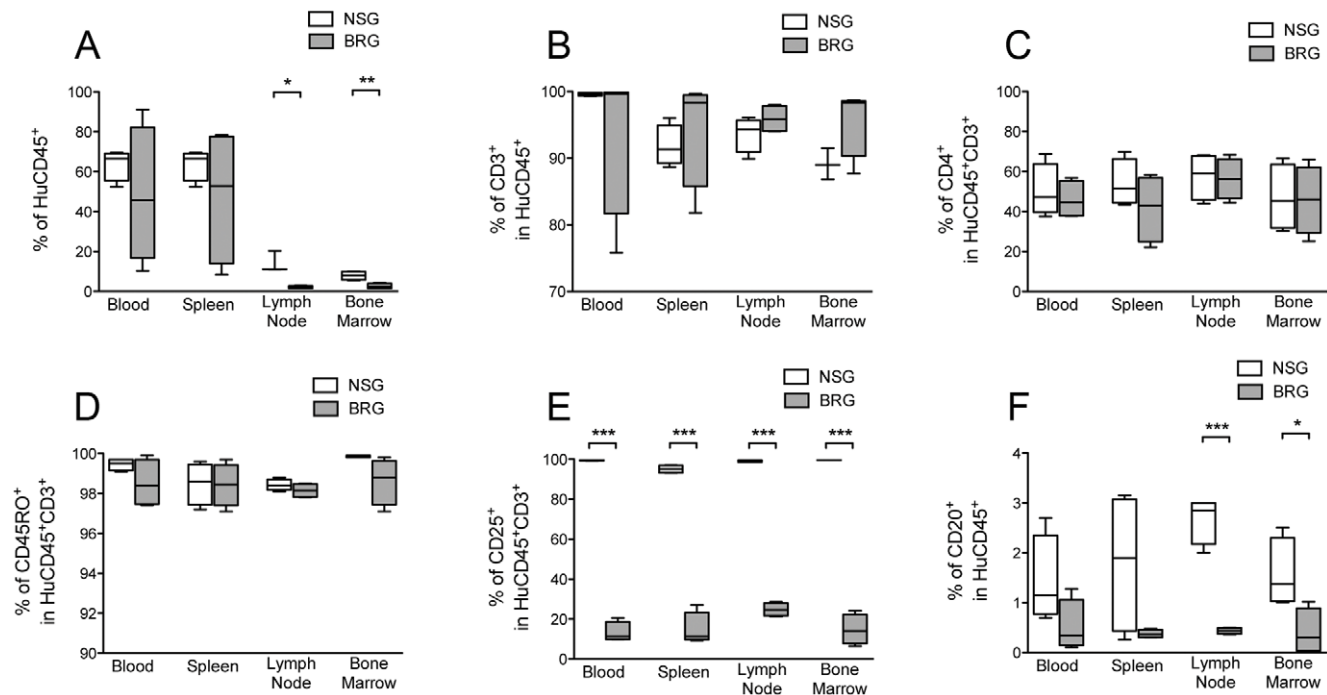 A
NSG
BRG
% of HuCD45+
100
80
60
40
20
0
*
**
Blood
Spleen
Lymph
Node
Bone
Marrow
B
NSG
BRG
% of CD3+
in HuCD45+
100
90
80
70
Blood
Spleen
Lymph
Node
Bone
Marrow
C
NSG
BRG
% of CD4+
in HuCD45+CD3+
100
80
60
40
20
0
Blood
Spleen
Lymph
Node
Bone
Marrow
D
NSG
BRG
% of CD45RO+
in HuCD45+CD3+
100
98
96
94
92
90
Blood
Spleen
Lymph
Node
Bone
Marrow
E
NSG
BRG
% of CD25+
in HuCD45+CD3+
100
80
60
40
20
0
***
***
***
***
Blood
Spleen
Lymph
Node
Bone
Marrow
F
NSG
BRG
% of CD20+
in HuCD45+
4
3
2
1
0
***
*
Blood
Spleen
Lymph
Node
Bone
Marrow